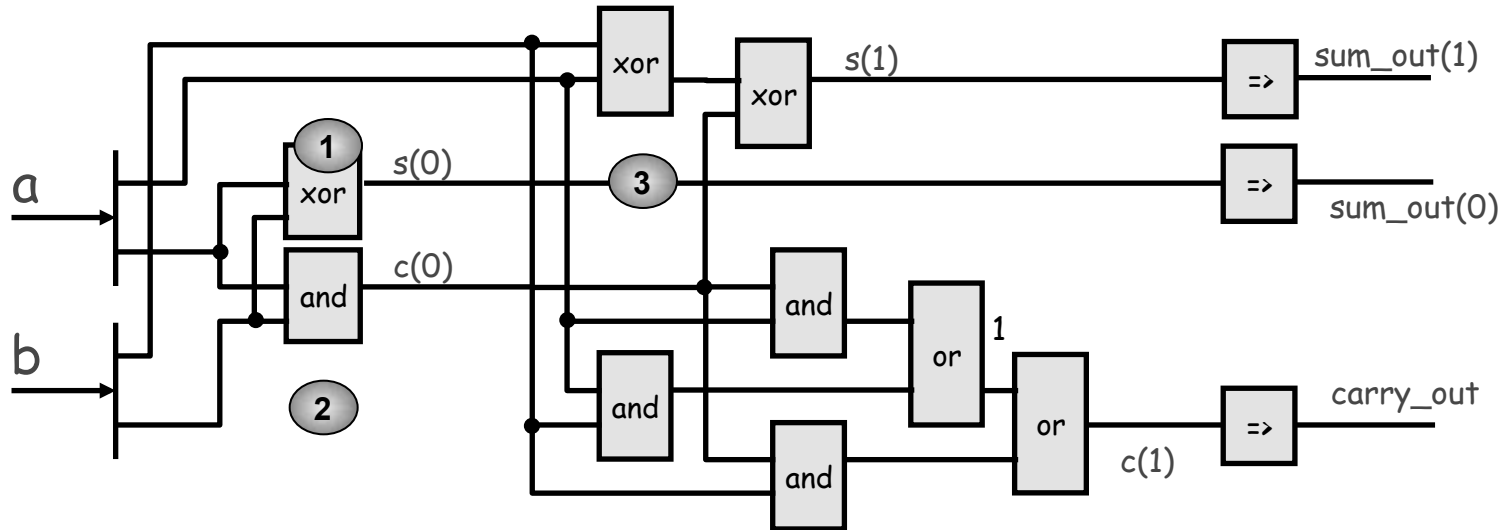 xor
xor
s(1)
=>
sum_out(1)
1
xor
s(0)
3
=>
sum_out(0)
a
and
c(0)
and
or
1
b
2
and
and
or
c(1)
=>
carry_out